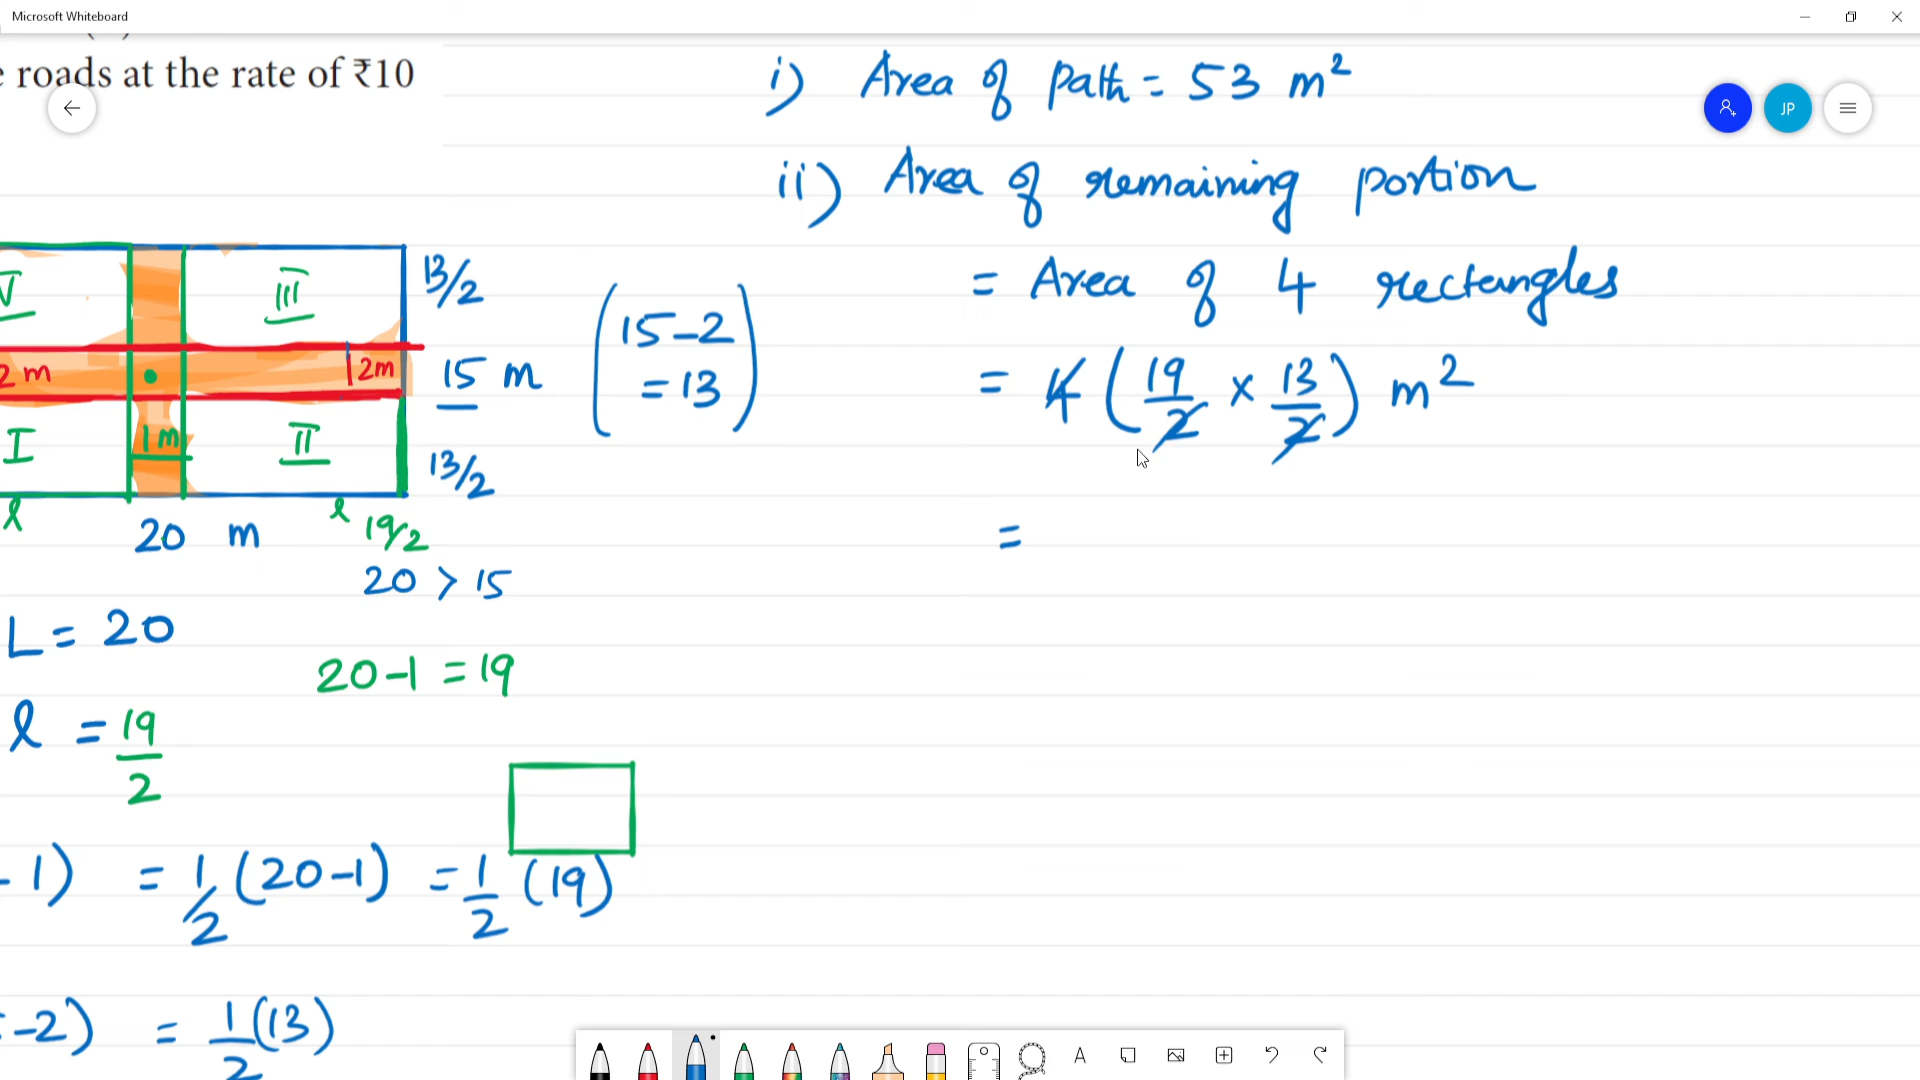 Microsoft Whiteboard
roads at the rate of ₹10
i) Area of path = 53 m²
JP
ii) Area of remaining portion
= Area of 4 rectangles
= 4 (19/2 × 13/2) m²
=
V
III
13/2
(15-2
= 13)
2 m
2m
15 m
I
1m
II
13/2
l
20 m
l
19/2
20 > 15
L = 20
20-1 = 19
l = 19/2
- 1) = 1/2 (20-1) = 1/2 (19)
-2) = 1/2 (13)
A